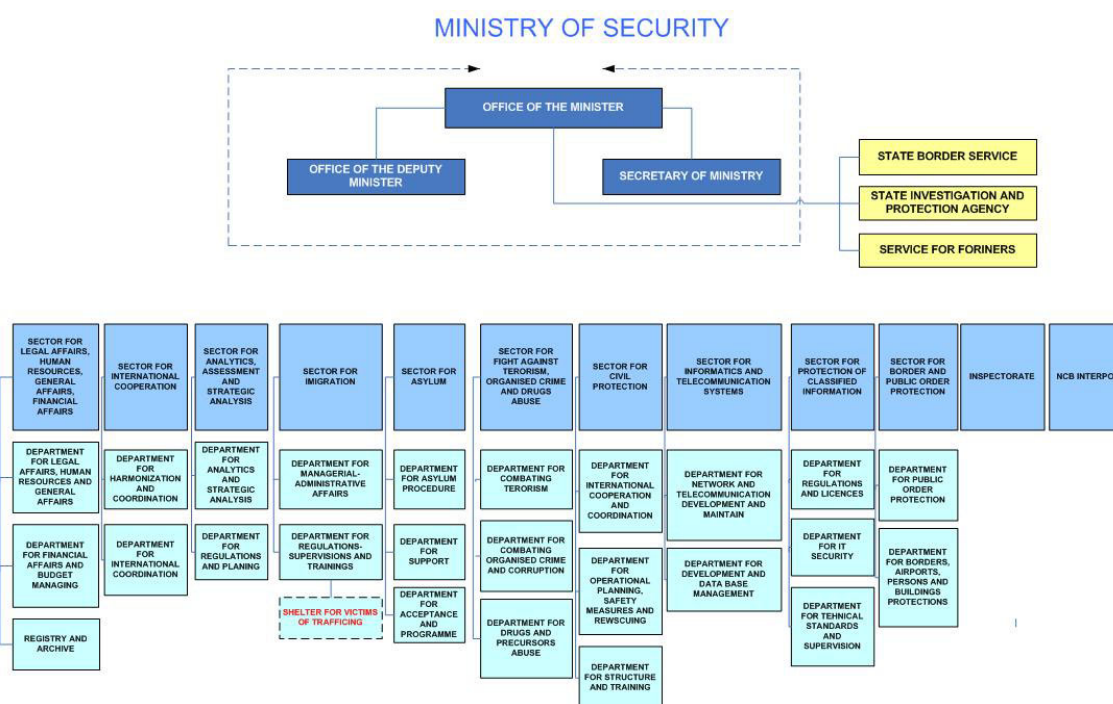 MINISTRY OF SECURITY
OFFICE OF THE MINISTER
OFFICE OF THE DEPUTY
MINISTER
SECRETARY OF MINISTRY
STATE BORDER SERVICE
STATE INVESTIGATION AND
PROTECTION AGENCY
SERVICE FOR FORINERS
SECTOR FOR
LEGAL AFFAIRS,
HUMAN
RESOURCES,
GENERAL
AFFAIRS,
FINANCIAL
AFFAIRS
SECTOR FOR
INTERNATIONAL
COOPERATION
SECTOR FOR
ANALYTICS,
ASSESSMENT
AND
STRATEGIC
ANALYSIS
SECTOR FOR
IMIGRATION
SECTOR FOR
ASYLUM
SECTOR FOR
FIGHT AGAINST
TERORISM,
ORGANISED CRIME
AND DRUGS
ABUSE
SECTOR FOR
CIVIL
PROTECTION
SECTOR FOR
INFORMATICS AND
TELECOMMUNICATION
SYSTEMS
SECTOR FOR
PROTECTION OF
CLASSIFIED
INFORMATION
SECTOR FOR
BORDER AND
PUBLIC ORDER
PROTECTION
INSPECTORATE
NCB INTERPO
DEPARTMENT
FOR LEGAL
AFFAIRS, HUMAN
RESOURCES AND
GENERAL
AFFAIRS
DEPARTMENT
FOR
HARMONIZATION
AND
COORDINATION
DEPARTMENT
FOR
ANALYTICS
AND
STRATEGIC
ANALYSIS
DEPARTMENT FOR
MANAGERIAL-
ADMINISTRATIVE
AFFAIRS
DEPARTMENT
FOR ASYLUM
PROCEDURE
DEPARTMENT FOR
COMBATING
TERORISM
DEPARTMENT
FOR
INTERNATIONAL
COOPERATION
AND
COORDINATION
DEPARTMENT FOR
NETWORK AND
TELECOMMUNICATION
DEVELOPMENT AND
MAINTAIN
DEPARTMENT
FOR
REGULATIONS
AND LICENCES
DEPARTMENT
FOR PUBLIC
ORDER
PROTECTION
DEPARTMENT
FOR FINANCIAL
AFFAIRS AND
BUDGET
MANAGING
DEPARTMENT
FOR
INTERNATIONAL
COORDINATION
DEPARTMENT
FOR
REGULATIONS
AND PLANING
DEPARTMENT FOR
REGULATIONS-
SUPERVISIONS AND
TRAININGS
DEPARTMENT
FOR
SUPPORT
DEPARTMENT FOR
COMBATING
ORGANISED CRIME
AND CORRUPTION
DEPARTMENT
FOR
OPERATIONAL
PLANNING,
SAFETY
MEASURES AND
REWSCUING
DEPARTMENT FOR
DEVELOPMENT AND
DATA BASE
MANAGEMENT
DEPARTMENT
FOR IT
SECURITY
DEPARTMENT
FOR BORDERS,
AIRPORTS,
PERSONS AND
BUILDINGS
PROTECTIONS
REGISTRY AND
ARCHIVE
SHELTER FOR VICTIMS
OF TRAFFICING
DEPARTMENT
FOR
ACCEPTANCE
AND
PROGRAMME
DEPARTMENT FOR
DRUGS AND
PRECURSORS
ABUSE
DEPARTMENT
FOR STRUCTURE
AND TRAINING
DEPARTMENT
FOR TEHNICAL
STANDARDS
AND
SUPERVISION